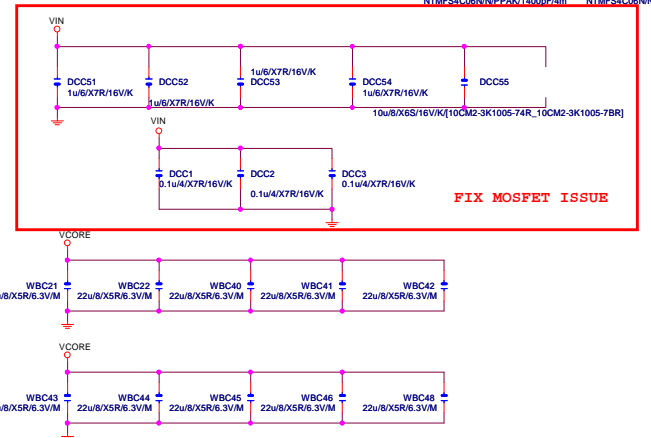 NTMFS4C06N/N/PPAK/1400pF/4m
VIN
DCC51
1u/6/X7R/16V/K
DCC52
1u/6/X7R/16V/K
1u/6/X7R/16V/K
DCC53
DCC54
1u/6/X7R/16V/K
DCC55
10u/8/X6S/16V/K/[10CM2-3K1005-74R_10CM2-3K1005-7BR]
VIN
DCC1
0.1u/4/X7R/16V/K
DCC2
0.1u/4/X7R/16V/K
DCC3
0.1u/4/X7R/16V/K
FIX MOSFET ISSUE
VCORE
WBC21
u/8/X5R/6.3V/M
WBC22
22u/8/X5R/6.3V/M
WBC40
22u/8/X5R/6.3V/M
WBC41
22u/8/X5R/6.3V/M
WBC42
22u/8/X5R/6.3V/M
VCORE
WBC43
u/8/X5R/6.3V/M
WBC44
22u/8/X5R/6.3V/M
WBC45
22u/8/X5R/6.3V/M
WBC46
22u/8/X5R/6.3V/M
WBC48
22u/8/X5R/6.3V/M